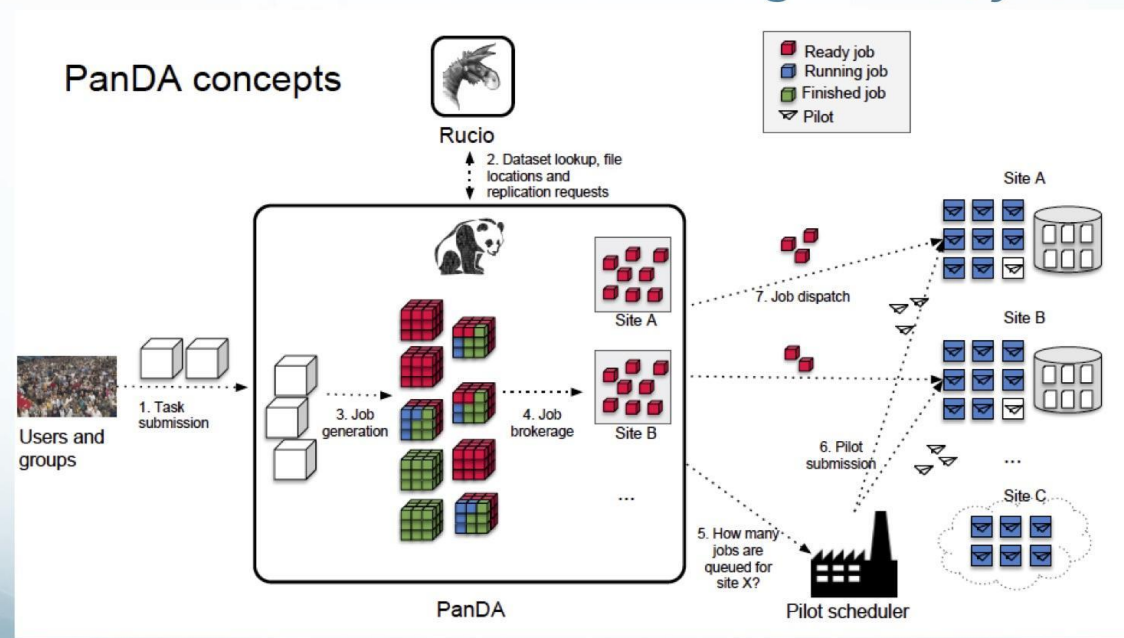 PanDA concepts
Rucio
2. Dataset lookup, file
locations and
replication requests
Ready job
Running job
Finished job
Pilot
Users and
groups
1. Task
submission
3. Job
generation
4. Job
brokerage
Site A
Site B
...
PanDA
5. How many
jobs are
queued for
site X?
Pilot scheduler
6. Pilot
submission
7. Job dispatch
Site A
Site B
...
Site C